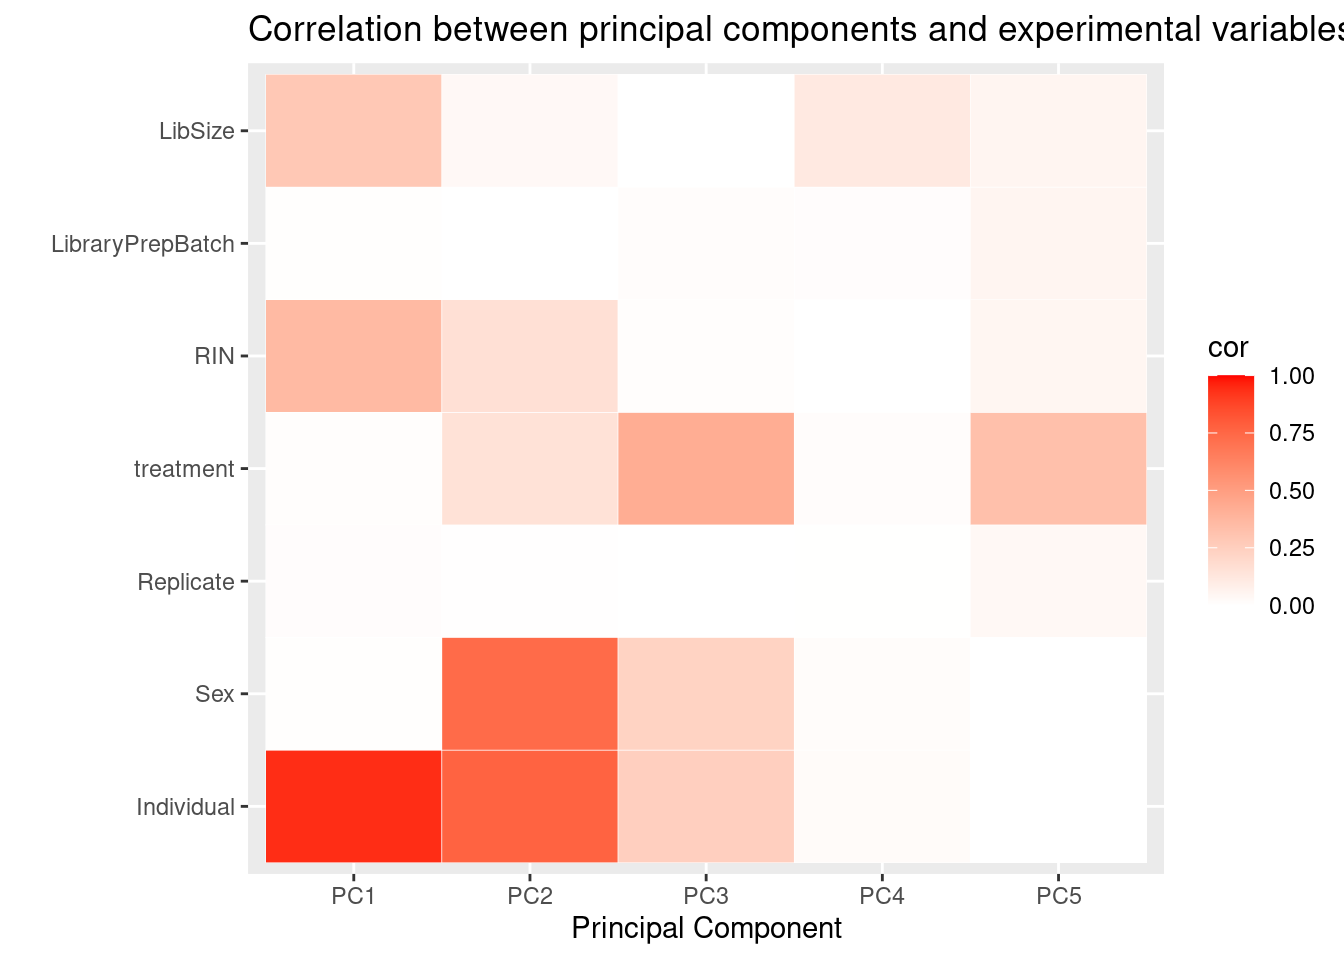 Correlation between principal components and experimental variables
LibSize
LibraryPrepBatch
RIN
treatment
Replicate
Sex
Individual
PC1 PC2 PC3 PC4 PC5
Principal Component
cor
1.00
0.75
0.50
0.25
0.00